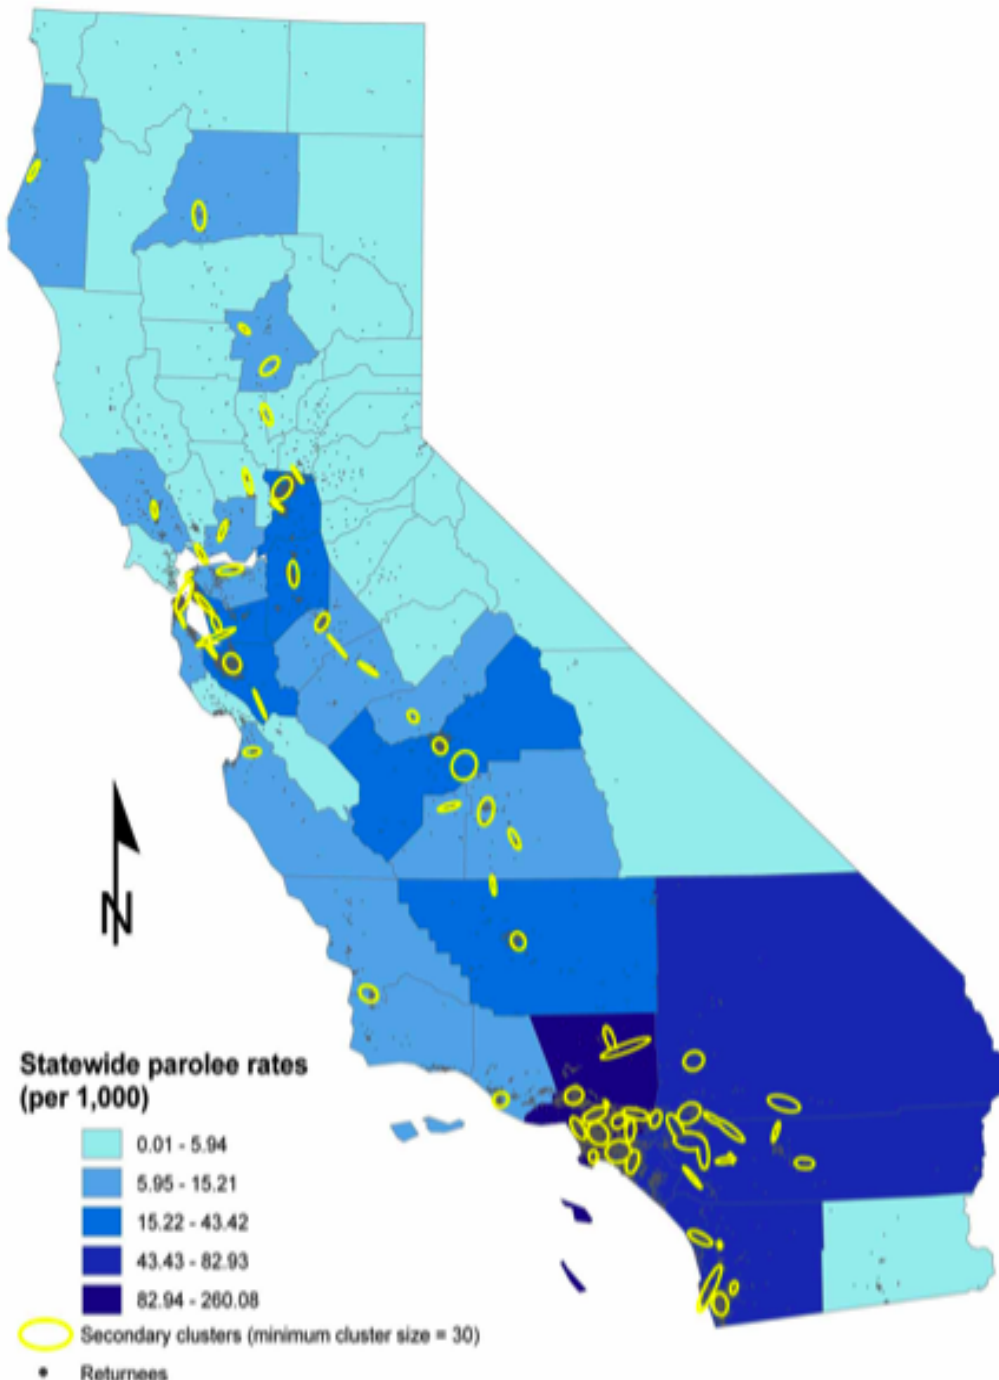 N
Statewide parolee rates
(per 1,000)
0.01 - 5.94
5.95 - 15.21
15.22 - 43.42
43.43 - 82.93
82.94 - 260.08
Secondary clusters (minimum cluster size = 30)
Returnees